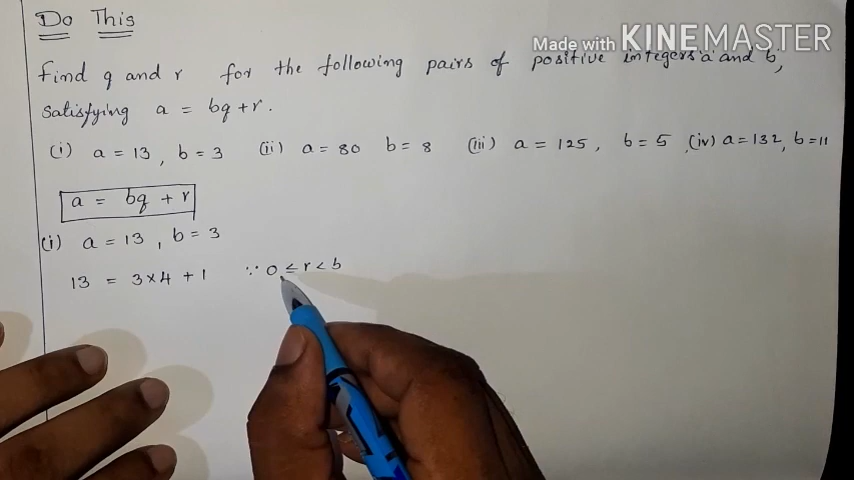 Do This
Made with KINEMASTER
Find q and r for the following pairs of positive integers 'a' and 'b',
satisfying a = bq + r.
(i) a = 13, b = 3 (ii) a = 80 b = 8 (iii) a = 125, b = 5, (iv) a = 132, b = 11
a = bq + r
(i) a = 13, b = 3
13 = 3 × 4 + 1 ∵ 0 ≤ r < b